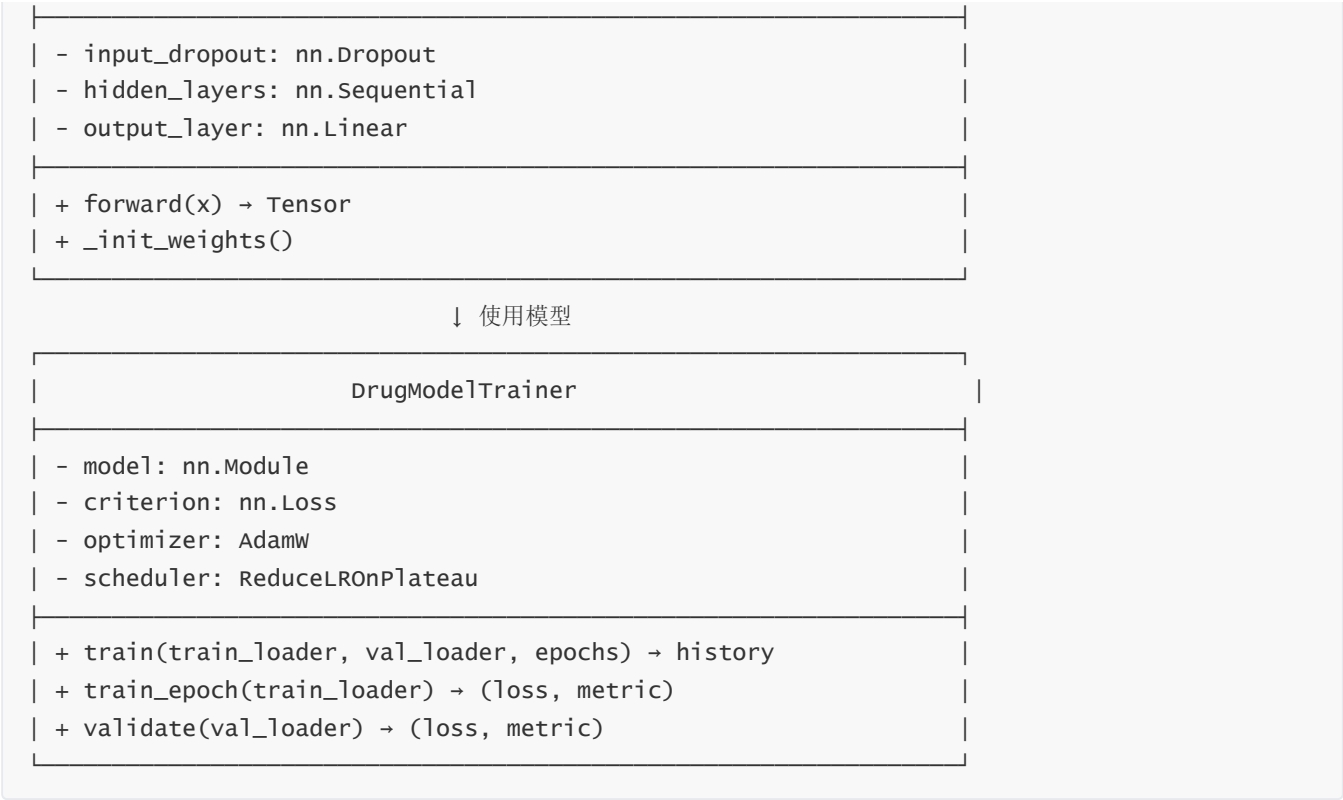 - input_dropout: nn.Dropout
- hidden_layers: nn.Sequential
- output_layer: nn.Linear
+ forward(x) → Tensor
+ _init_weights()
↓ 使用模型
DrugModelTrainer
- model: nn.Module
- criterion: nn.Loss
- optimizer: AdamW
- scheduler: ReduceLROnPlateau
+ train(train_loader, val_loader, epochs) → history
+ train_epoch(train_loader) → (loss, metric)
+ validate(val_loader) → (loss, metric)